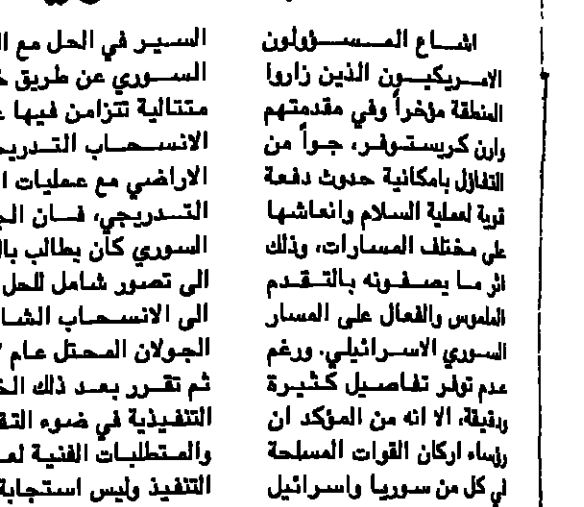 اشاع المسؤولون
الامريكيون الذين زاروا
المنطقة مؤخراً وفي مقدمتهم
وارن كريستوفر، جواً من
التفاؤل بامكانية حدوث دفعة
قوية لعملية السلام وانعاشها
على مختلف المسارات، وذلك
اثر ما يصفونه بالتقدم
الملموس والفعال على المسار
السوري الاسرائيلي. ورغم
عدم توفر تفاصيل كثيرة
ودقيقة، الا انه من المؤكد ان
رؤساء اركان القوات المسلحة
في كل من سوريا واسرائيل
السير في الحل مع
السوري عن طريق
متتالية تتزامن فيها
الانسحاب
الاراضي مع عمليات
التدريجي، فان
السوري كان يطالب
الى تصور شامل للحل
الى الانسحاب
الجولان المحتل عام
ثم تقرر بعد ذلك
التنفيذية في ضوء
والمتطلبات الفنية
التنفيذ وليس استجابة